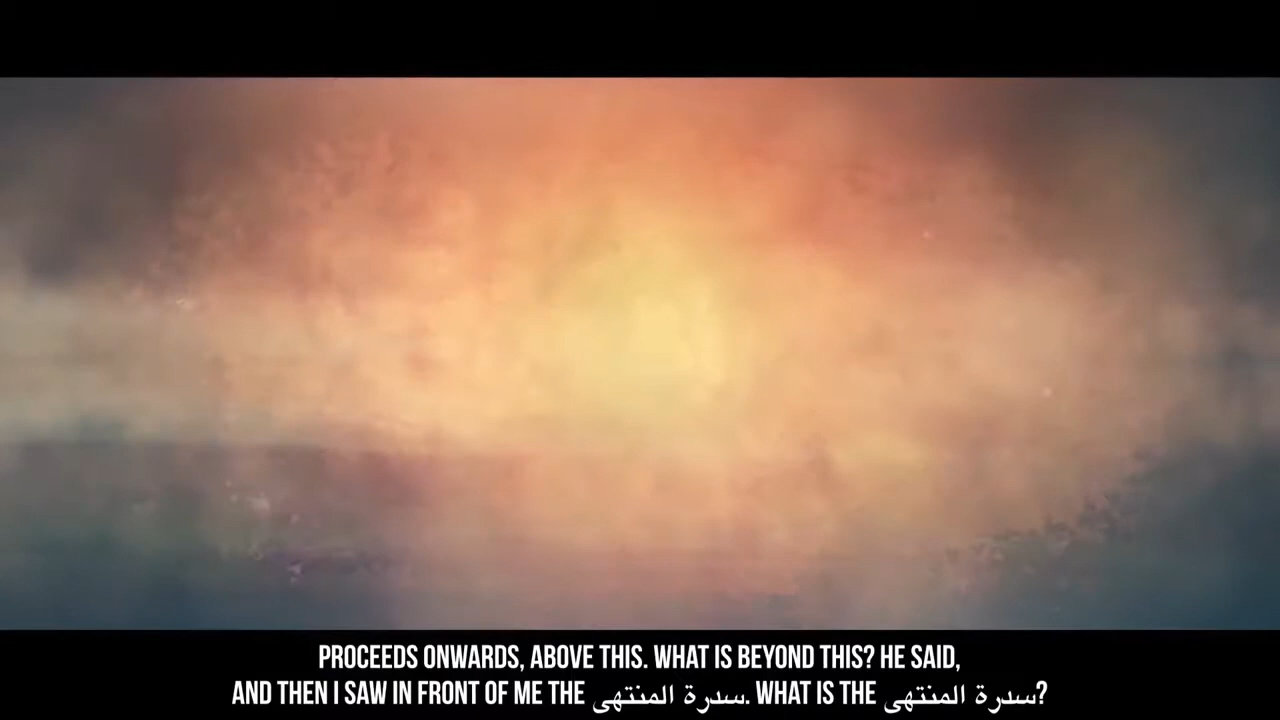 PROCEEDS ONWARDS, ABOVE THIS. WHAT IS BEYOND THIS? HE SAID,
AND THEN I SAW IN FRONT OF ME THE سدرة المنتهى. WHAT IS THE سدرة المنتهى?